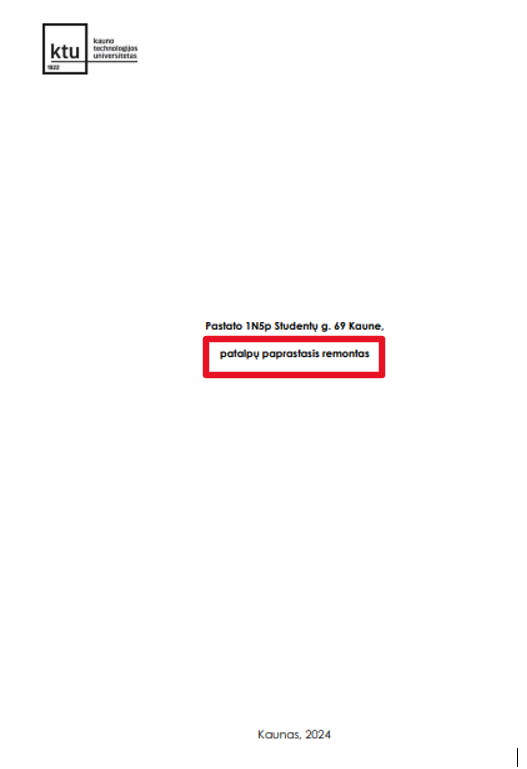 ktu
1922
kauno
technologijos
universitetas
Pastato 1N5p Studentų g. 69 Kaune,
patalpų paprastasis remontas
Kaunas, 2024